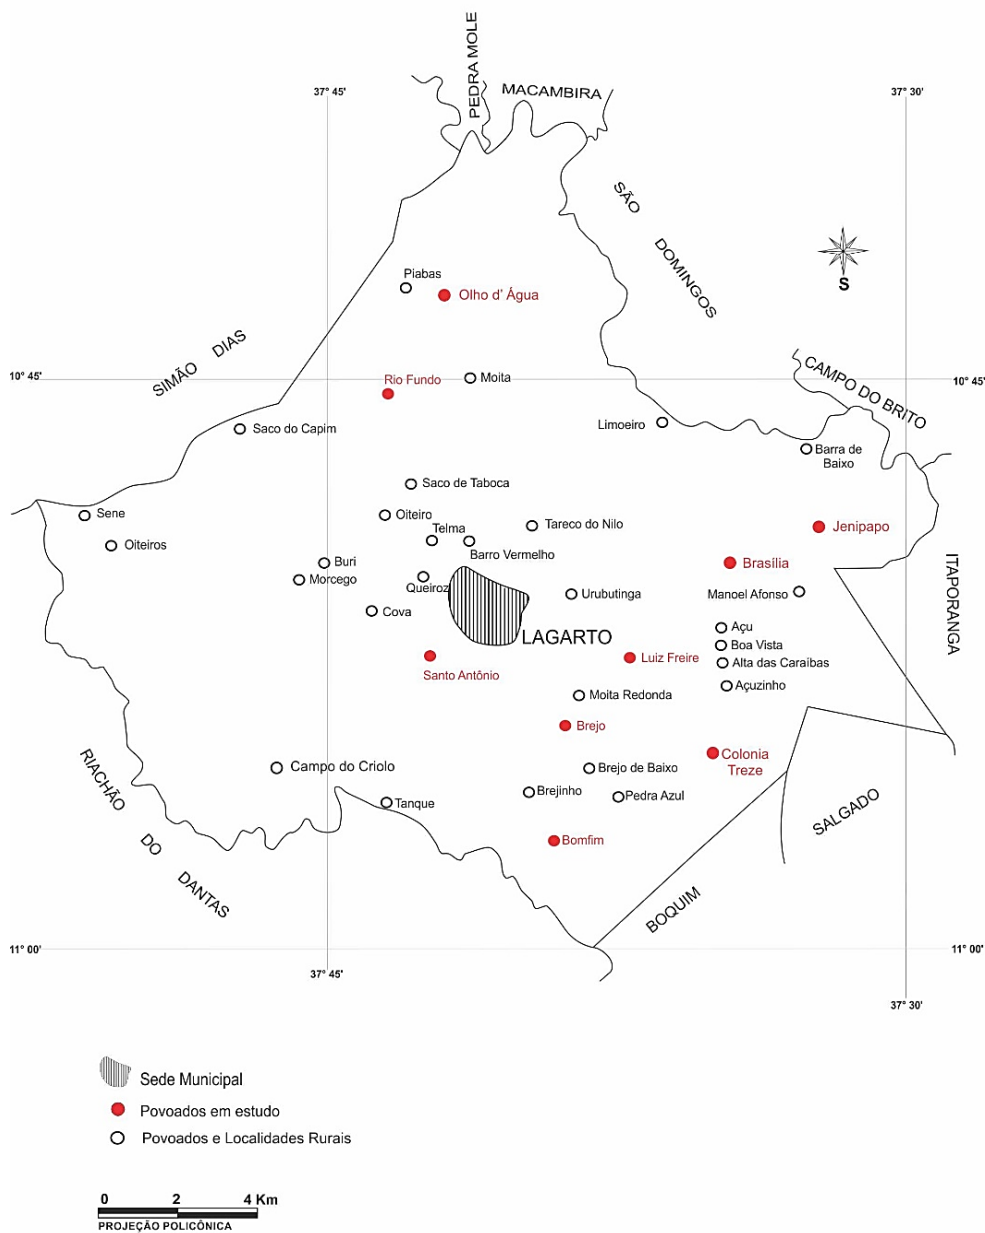 PEDRA MOLE
MACAMBIRA
37° 45'
37° 30'
SÃO DOMINGOS
S
Piabas
Olho d' Água
SIMÃO DIAS
10° 45'
10° 45'
Rio Fundo
Moita
CAMPO DO BRITO
Limoeiro
Saco do Capim
Barra de
Baixo
Saco de Taboca
Sene
Oiteiro
Telma
Tareco do Nilo
Jenipapo
Oiteiros
Barro Vermelho
Buri
Brasília
ITAPORANGA
Morcego
Queiroz
Urubutinga
Manoel Afonso
Cova
LAGARTO
Açu
Boa Vista
Luiz Freire
Alta das Caraíbas
Santo Antônio
Açuzinho
Moita Redonda
Brejo
Colonia
Treze
Campo do Criolo
Brejo de Baixo
Brejinho
Pedra Azul
Tanque
RIACHÃO DO DANTAS
SALGADO
Bomfim
BOQUIM
11° 00'
11° 00'
37° 45'
37° 30'
Sede Municipal
Povoados em estudo
Povoados e Localidades Rurais
0 2 4 Km
PROJEÇÃO POLICÔNICA